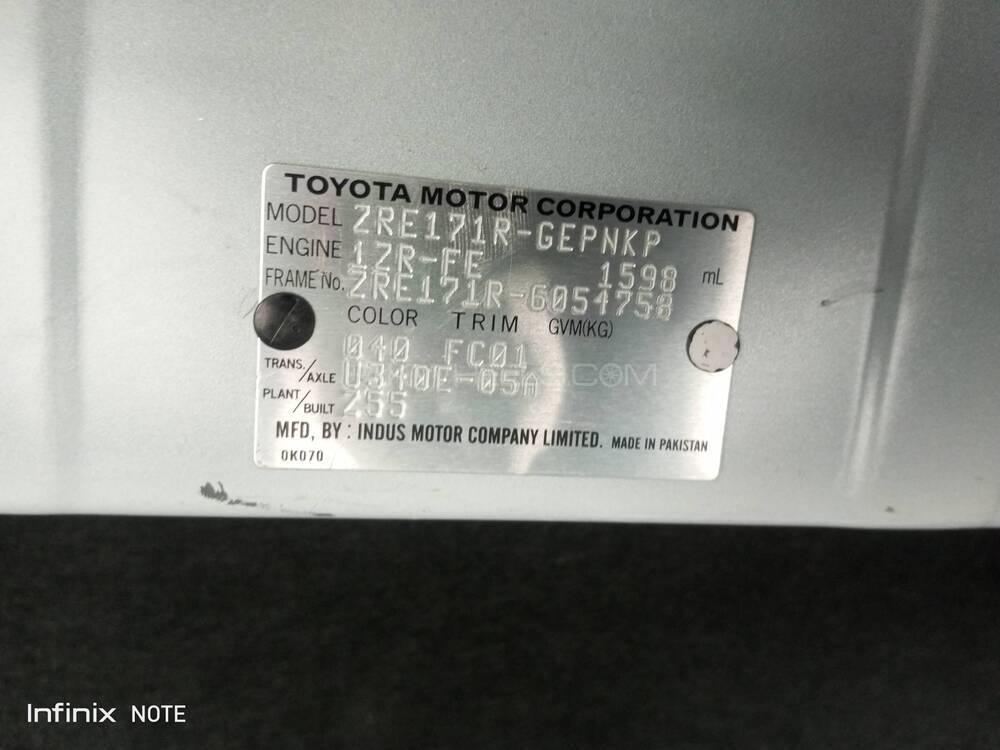 TOYOTA MOTOR CORPORATION
MODEL ZRE171R-GEPNKP
ENGINE 1ZR-FE 1598 mL
FRAME No. ZRE171R-6054758
COLOR TRIM GVM(KG)
040 FC01
TRANS./AXLE U340E-05A
PLANT/BUILT Z55
MFD, BY : INDUS MOTOR COMPANY LIMITED. MADE IN PAKISTAN
0K070
Infinix NOTE